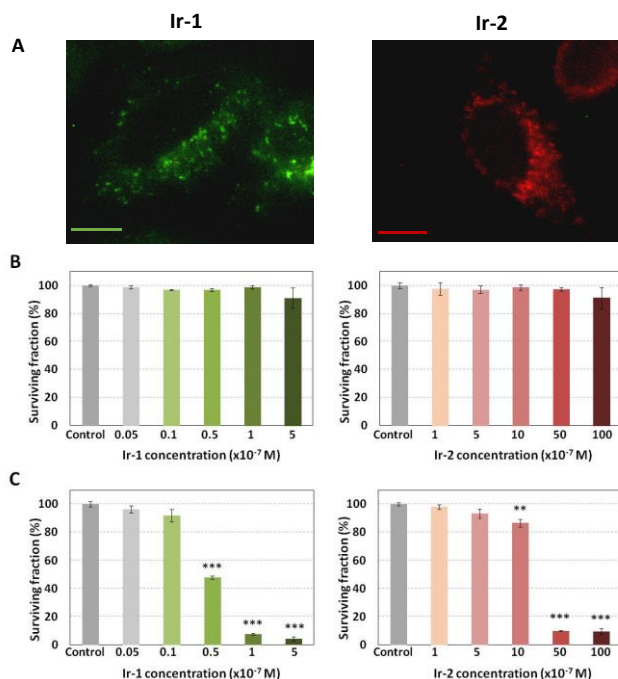 Ir-1 Ir-2
A
B
100 100
80 80
60 60
40 40
20 20
0 0
Surviving fraction (%) Surviving fraction (%)
Control 0.05 0.1 0.5 1 5 Control 1 5 10 50 100
Ir-1 concentration (x10⁻⁷ M) Ir-2 concentration (x10⁻⁷ M)
C
100 100
80 80
60 60
40 40
20 20
0 0
Surviving fraction (%) Surviving fraction (%)
*** *** *** ** *** ***
Control 0.05 0.1 0.5 1 5 Control 1 5 10 50 100
Ir-1 concentration (x10⁻⁷ M) Ir-2 concentration (x10⁻⁷ M)